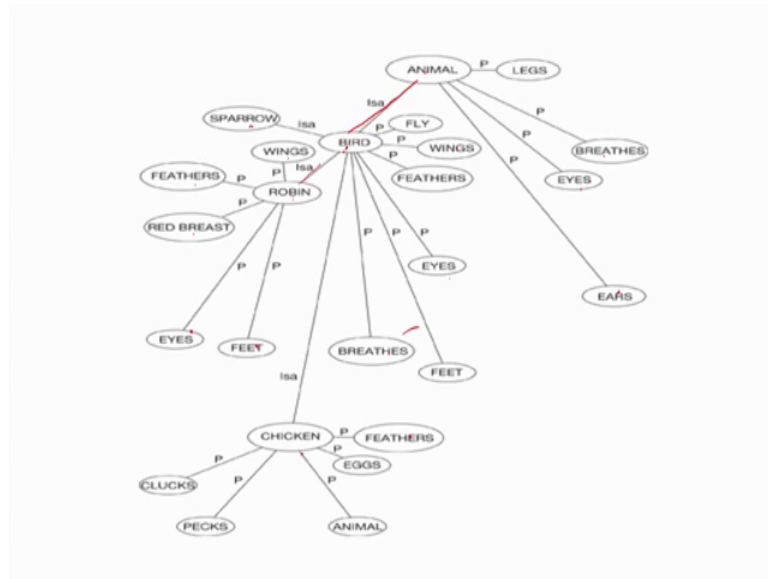 ANIMAL P LEGS
Isa
P
SPARROW Isa P FLY
BIRD P WINGS
P
P
BREATHES
WINGS
Isa
P
P
FEATHERS P P FEATHERS EYES
ROBIN
P
RED BREAST
P P P
P P EYES
EARS
EYES FEET BREATHES
FEET
Isa
CHICKEN P FEATHERS
P
P EGGS
CLUCKS P P
PECKS ANIMAL